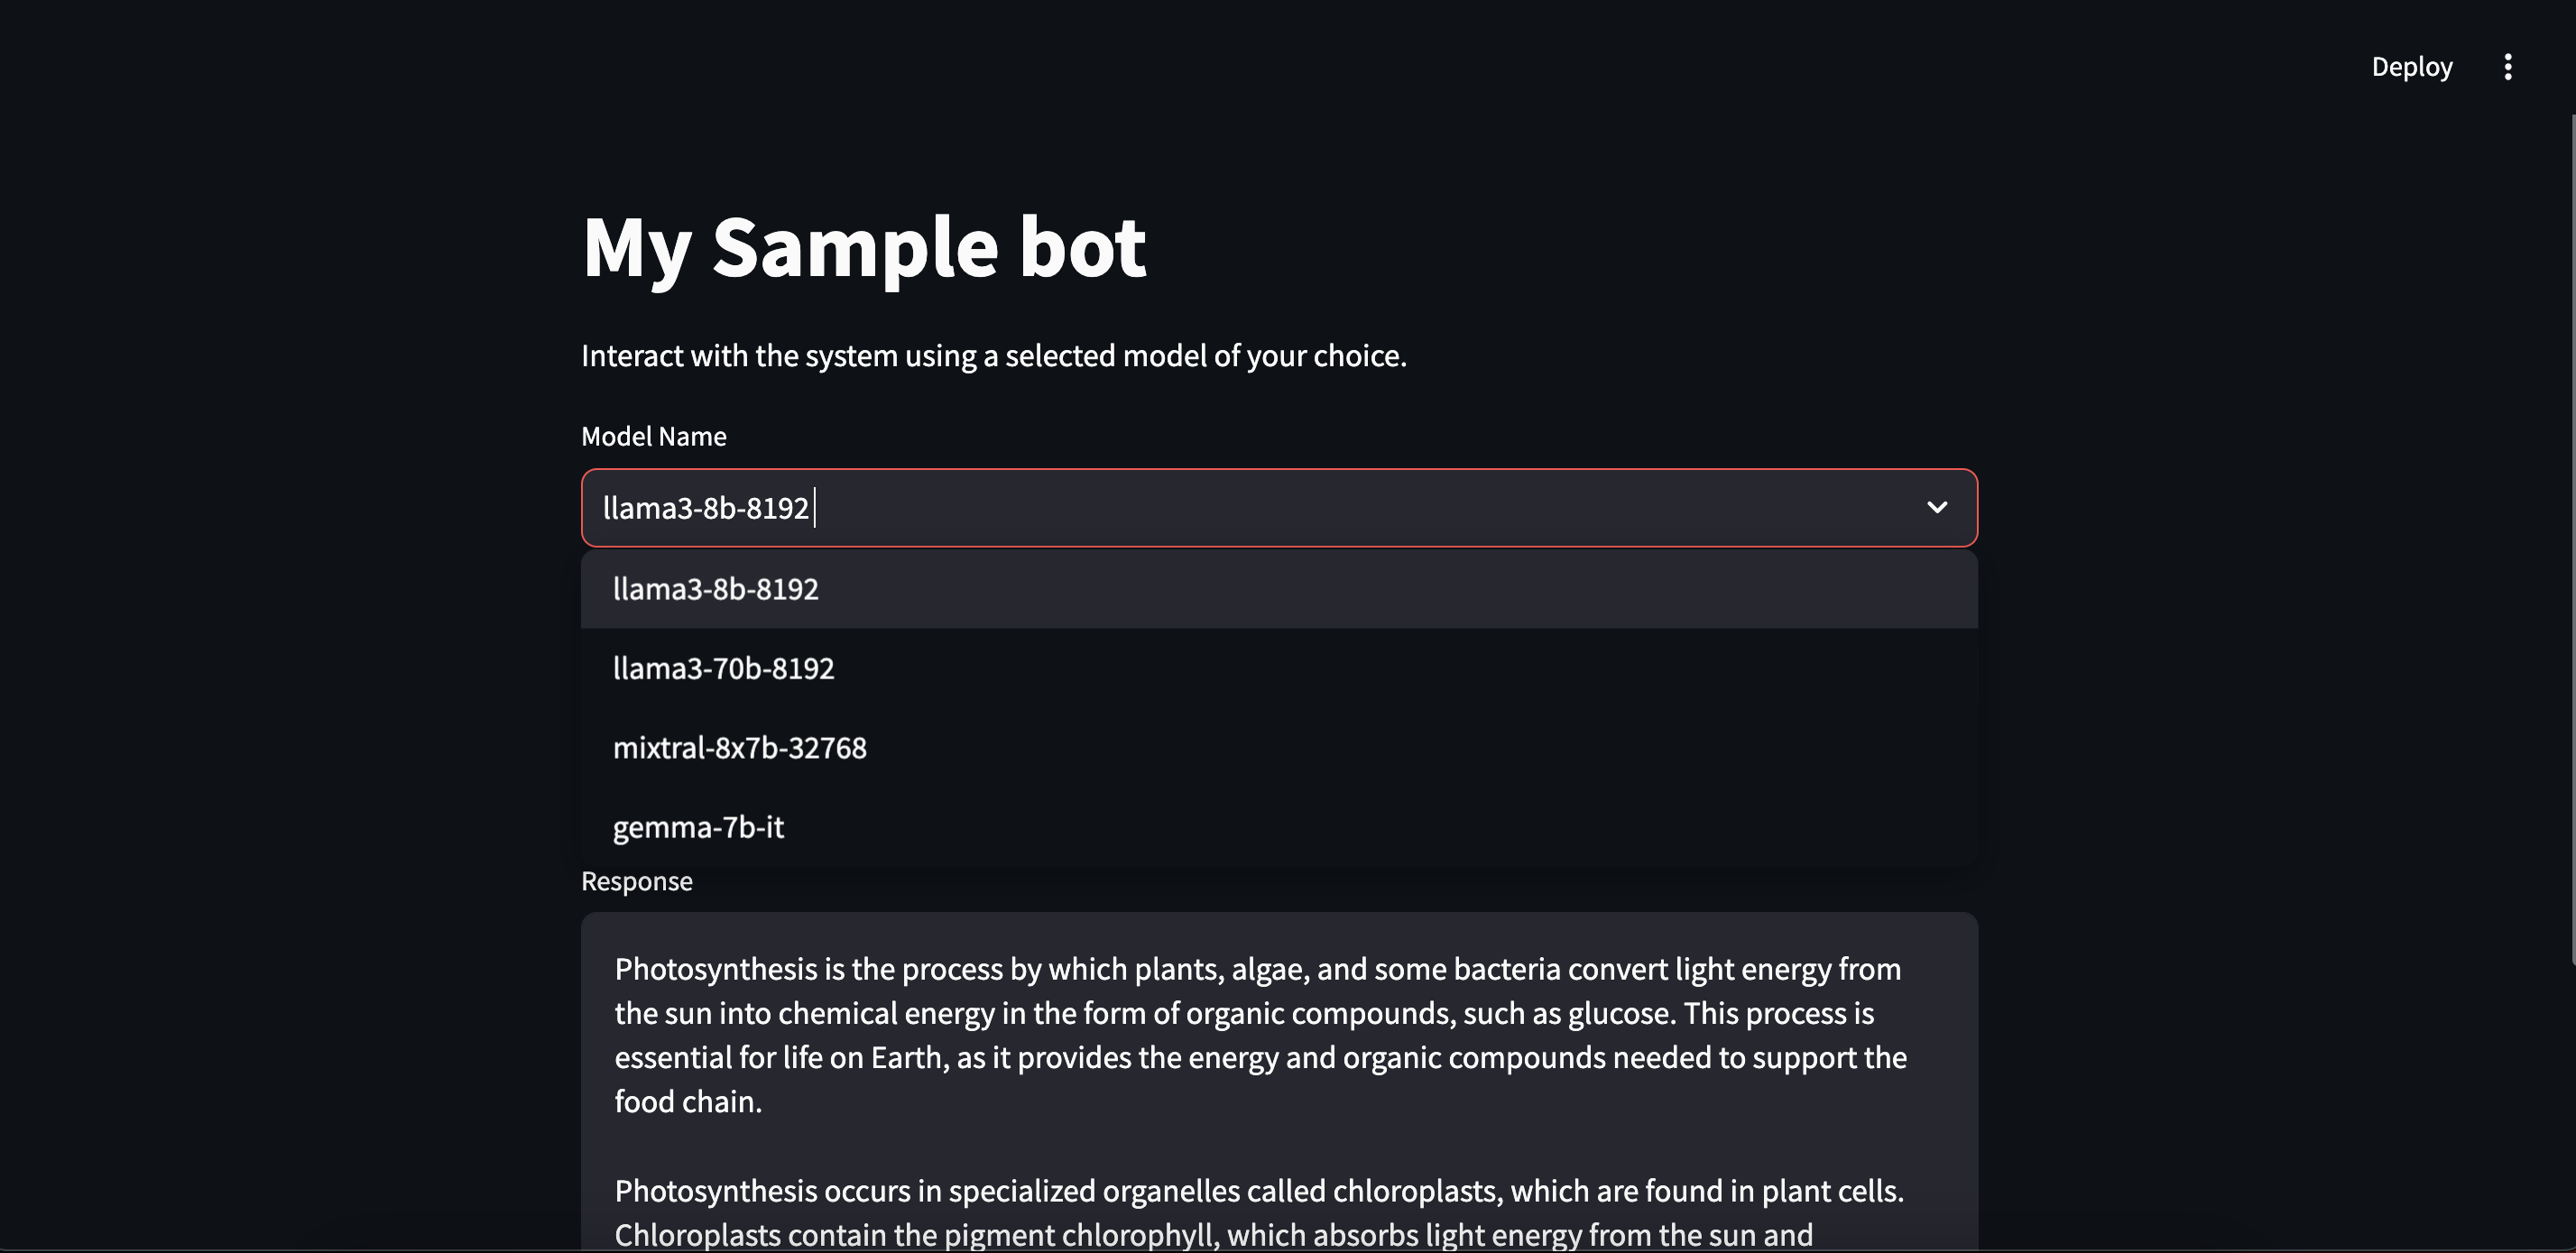 Deploy
My Sample bot
Interact with the system using a selected model of your choice.
Model Name
llama3-8b-8192
llama3-8b-8192
llama3-70b-8192
mixtral-8x7b-32768
gemma-7b-it
Response
Photosynthesis is the process by which plants, algae, and some bacteria convert light energy from
the sun into chemical energy in the form of organic compounds, such as glucose. This process is
essential for life on Earth, as it provides the energy and organic compounds needed to support the
food chain.
Photosynthesis occurs in specialized organelles called chloroplasts, which are found in plant cells.
Chloroplasts contain the pigment chlorophyll, which absorbs light energy from the sun and